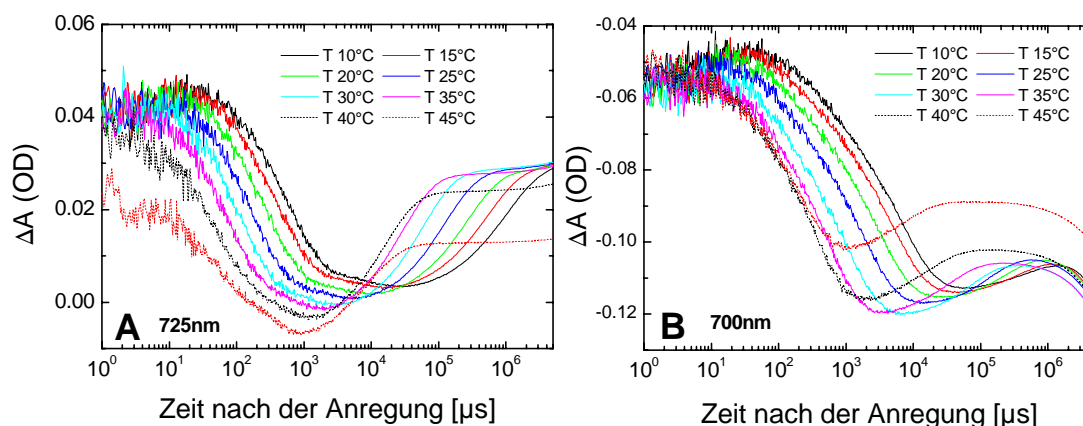 0.06
0.04
0.02
0.00
ΔA (OD)
T 10°C T 15°C
T 20°C T 25°C
T 30°C T 35°C
T 40°C T 45°C
A 725nm
10⁰ 10¹ 10² 10³ 10⁴ 10⁵ 10⁶
Zeit nach der Anregung [µs]
-0.04
-0.06
-0.08
-0.10
-0.12
ΔA (OD)
T 10°C T 15°C
T 20°C T 25°C
T 30°C T 35°C
T 40°C T 45°C
B 700nm
10⁰ 10¹ 10² 10³ 10⁴ 10⁵ 10⁶
Zeit nach der Anregung [µs]